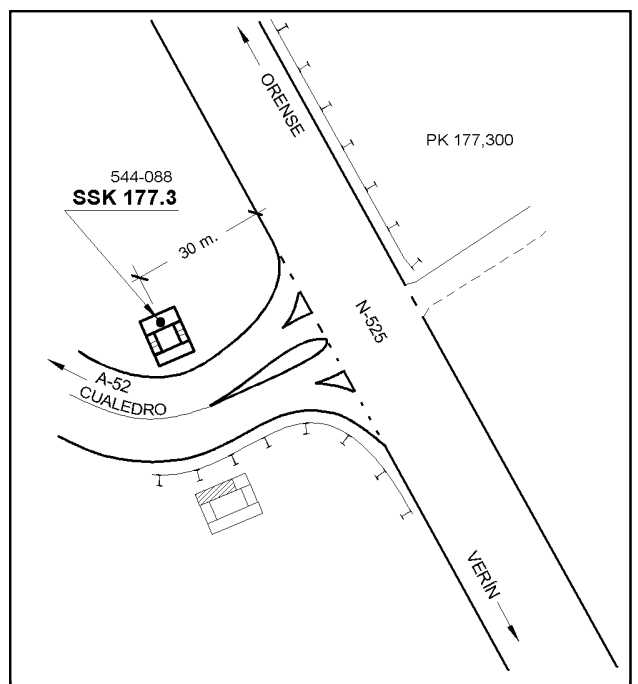 ORENSE
PK 177,300
544-088
SSK 177.3
30 m.
N-525
A-52
CUALEDRO
VERÍN